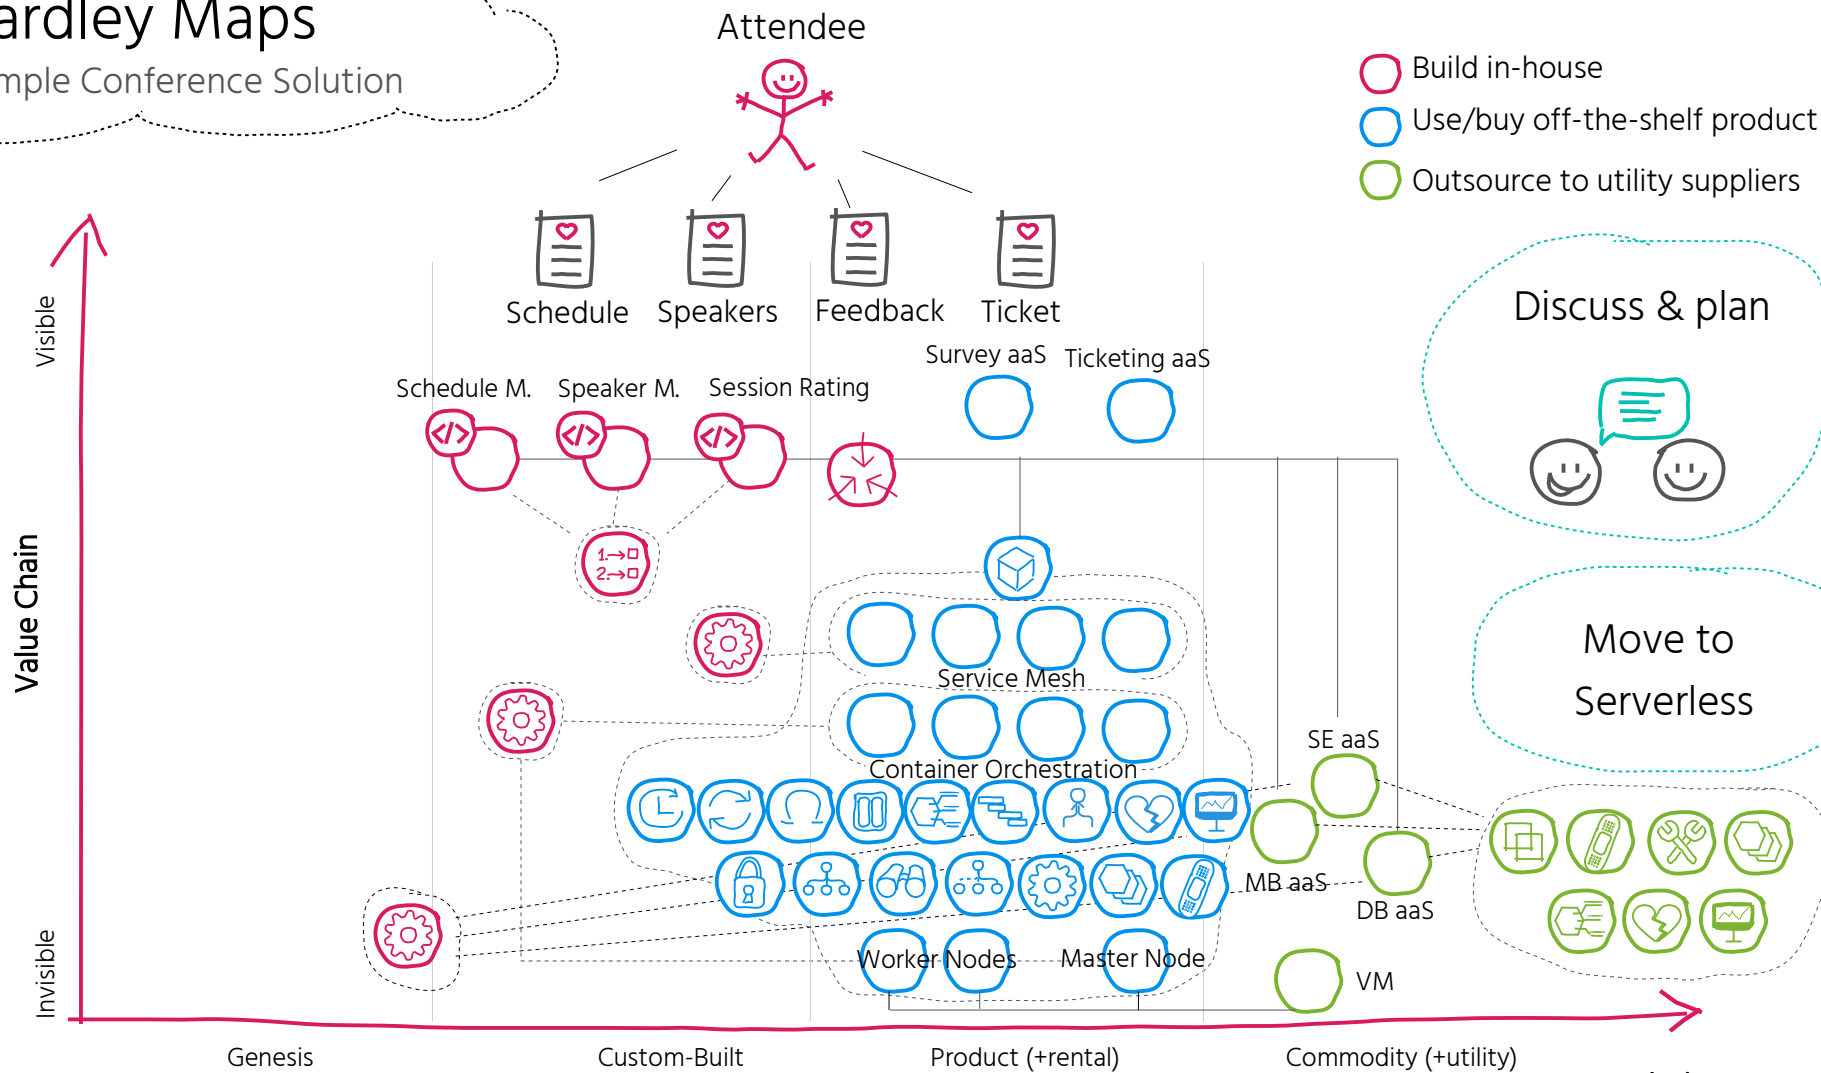 ardley Maps
mple Conference Solution
Attendee
Build in-house
Use/buy off-the-shelf product
Outsource to utility suppliers
Schedule
Speakers
Feedback
Ticket
Discuss & plan
Survey aaS
Ticketing aaS
Schedule M.
Speaker M.
Session Rating
</>
</>
</>
1.→□
2.→□
Move to
Serverless
Service Mesh
Container Orchestration
SE aaS
MB aaS
DB aaS
Worker Nodes
Master Node
VM
Visible
Value Chain
Invisible
Genesis
Custom-Built
Product (+rental)
Commodity (+utility)